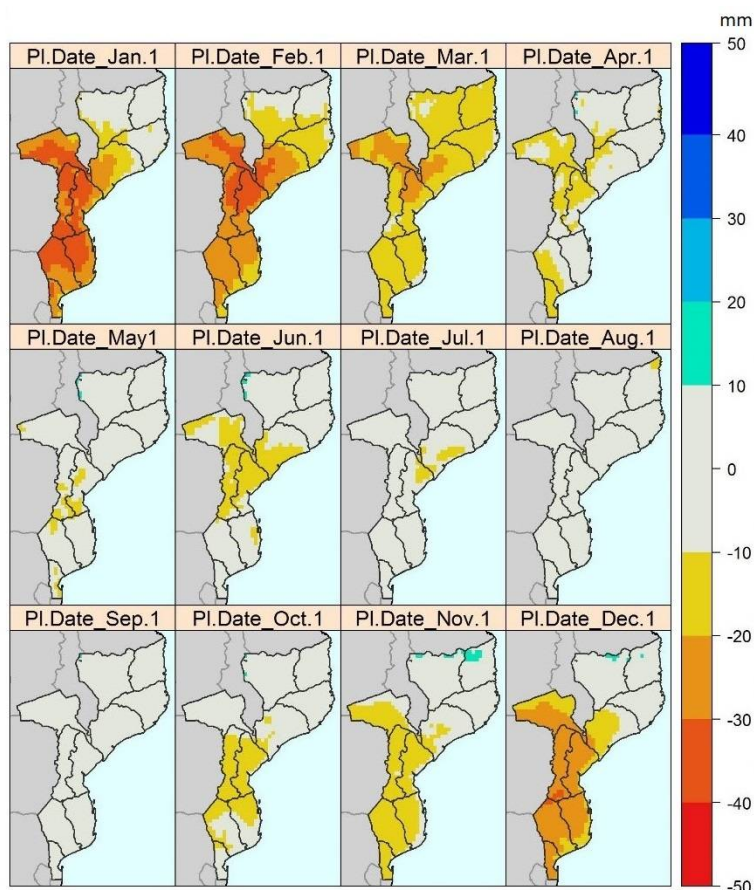 mm
Pl.Date_Jan.1 Pl.Date_Feb.1 Pl.Date_Mar.1 Pl.Date_Apr.1
Pl.Date_May1 Pl.Date_Jun.1 Pl.Date_Jul.1 Pl.Date_Aug.1
Pl.Date_Sep.1 Pl.Date_Oct.1 Pl.Date_Nov.1 Pl.Date_Dec.1
50
40
30
20
10
0
-10
-20
-30
-40
-50